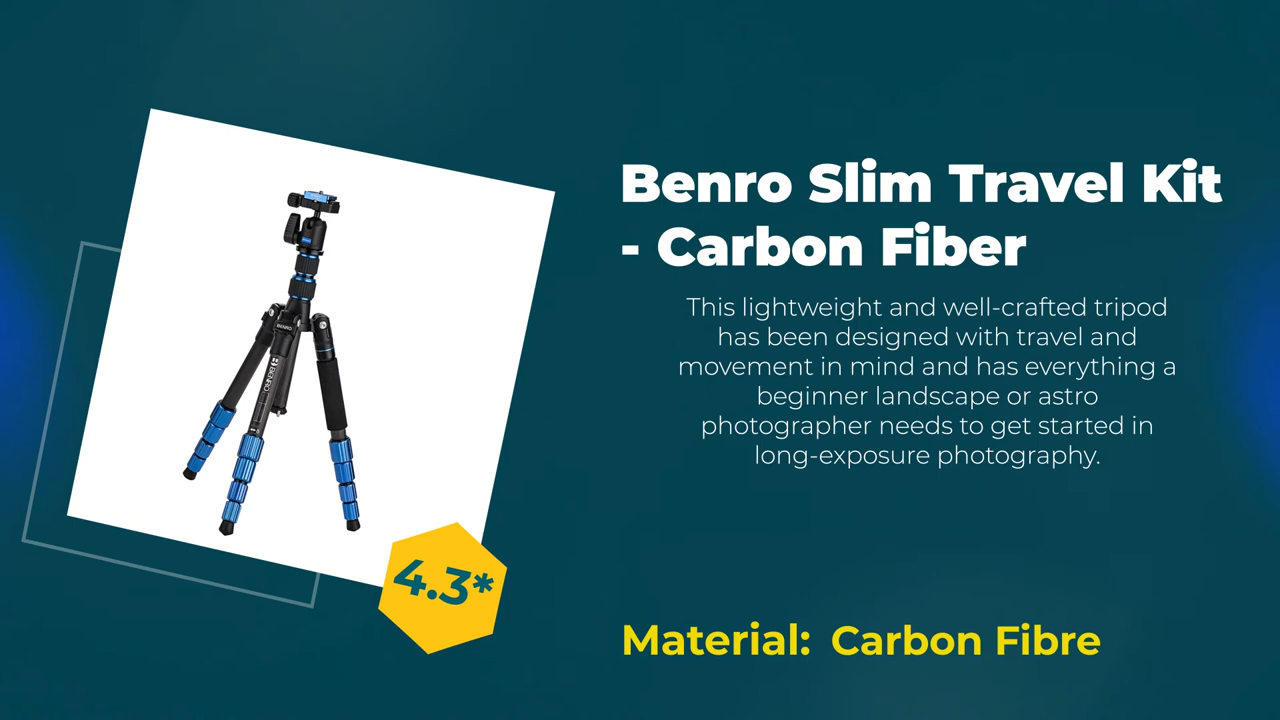 Benro Slim Travel Kit
- Carbon Fiber
This lightweight and well-crafted tripod
has been designed with travel and
movement in mind and has everything a
beginner landscape or astro
photographer needs to get started in
long-exposure photography.
BENRO
BENRO
4.3*
Material: Carbon Fibre